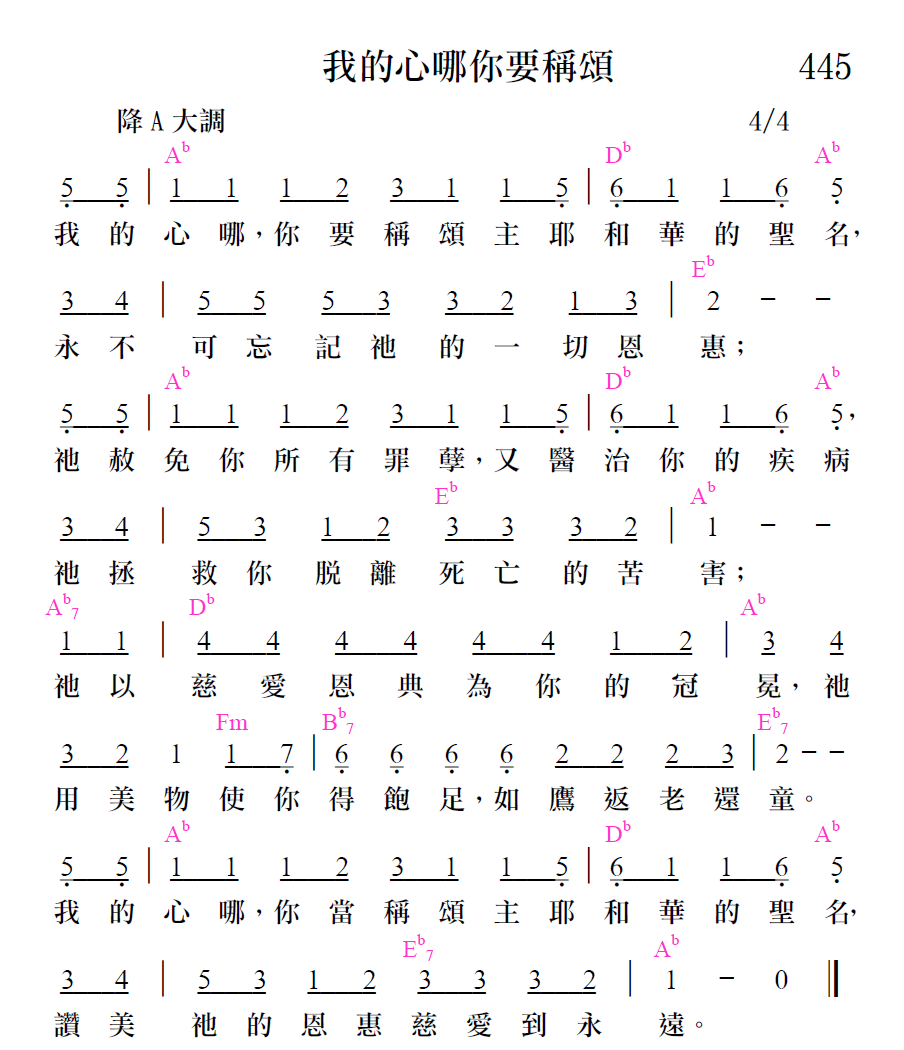 我的心哪你要稱頌 445
降A大調 4/4
A♭ D♭ A♭
5 5 | 1 1 1 2 3 1 1 5 | 6 1 1 6 5
我的心哪,你要稱頌主耶和華的聖名,
E♭
3 4 | 5 5 5 3 3 2 1 3 | 2 - -
永不可忘記祂的一切恩惠;
A♭ D♭ A♭
5 5 | 1 1 1 2 3 1 1 5 | 6 1 1 6 5,
祂赦免你所有罪孽,又醫治你的疾病
E♭ A♭
3 4 | 5 3 1 2 3 3 3 2 | 1 - -
祂拯救你脫離死亡的苦害;
A♭7 D♭ A♭
1 1 | 4 4 4 4 4 4 1 2 | 3 4
祂以慈愛恩典為你的冠冕,祂
Fm B♭7 E♭7
3 2 1 1 7 | 6 6 6 6 2 2 2 3 | 2 - -
用美物使你得飽足,如鷹返老還童。
A♭ D♭ A♭
5 5 | 1 1 1 2 3 1 1 5 | 6 1 1 6 5
我的心哪,你當稱頌主耶和華的聖名,
E♭7 A♭
3 4 | 5 3 1 2 3 3 3 2 | 1 - 0
讚美祂的恩惠慈愛到永遠。